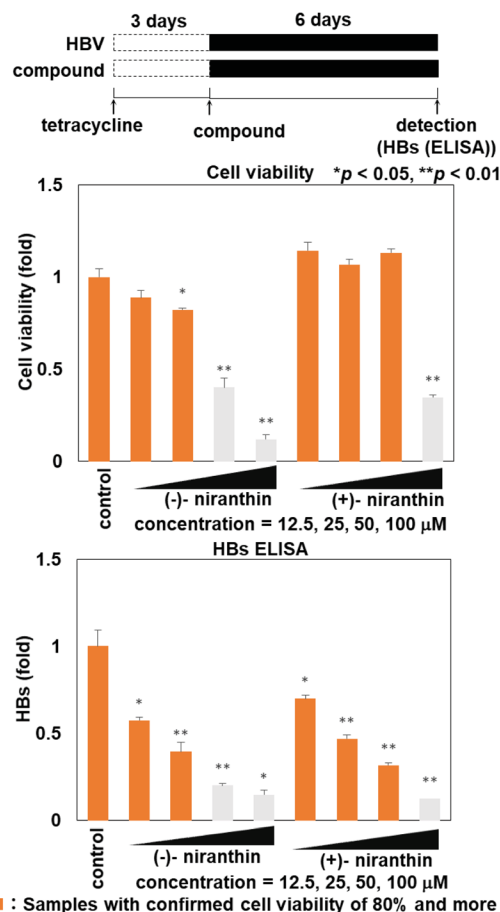 3 days
6 days
HBV
compound
tetracycline
compound
detection
(HBs (ELISA))
Cell viability
*p < 0.05, **p < 0.01
Cell viability (fold)
1.5
1
0.5
0
*
**
**
**
control
(-)- niranthin
(+)- niranthin
concentration = 12.5, 25, 50, 100 μM
HBs ELISA
HBs (fold)
1
0.5
0
*
**
**
*
*
**
**
**
control
(-)- niranthin
(+)- niranthin
concentration = 12.5, 25, 50, 100 μM
: Samples with confirmed cell viability of 80% and more